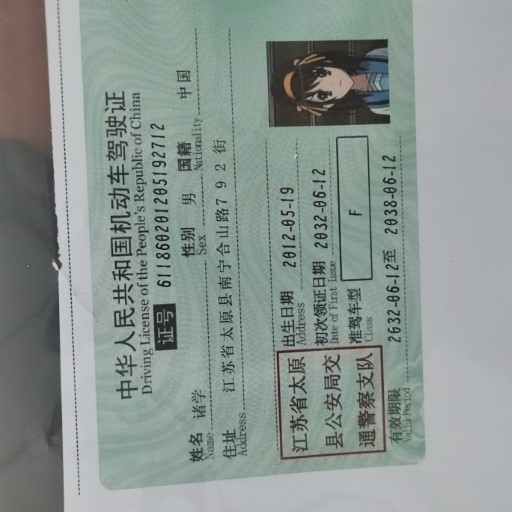 中华人民共和国机动车驾驶证
Driving License of the People's Republic of China
证号 611860201205192712
姓名 诸学
Name
性别 男
Sex
国籍 中国
Nationality
住址 江苏省太原县南宁合山路792街
Address
江苏省太原
县公安局交
通警察支队
出生日期 2012-05-19
Address
初次领证日期 2032-06-12
Date of First Issue
准驾车型 F
Class
有效期限 2632-06-12至 2038-06-12
Valid Period